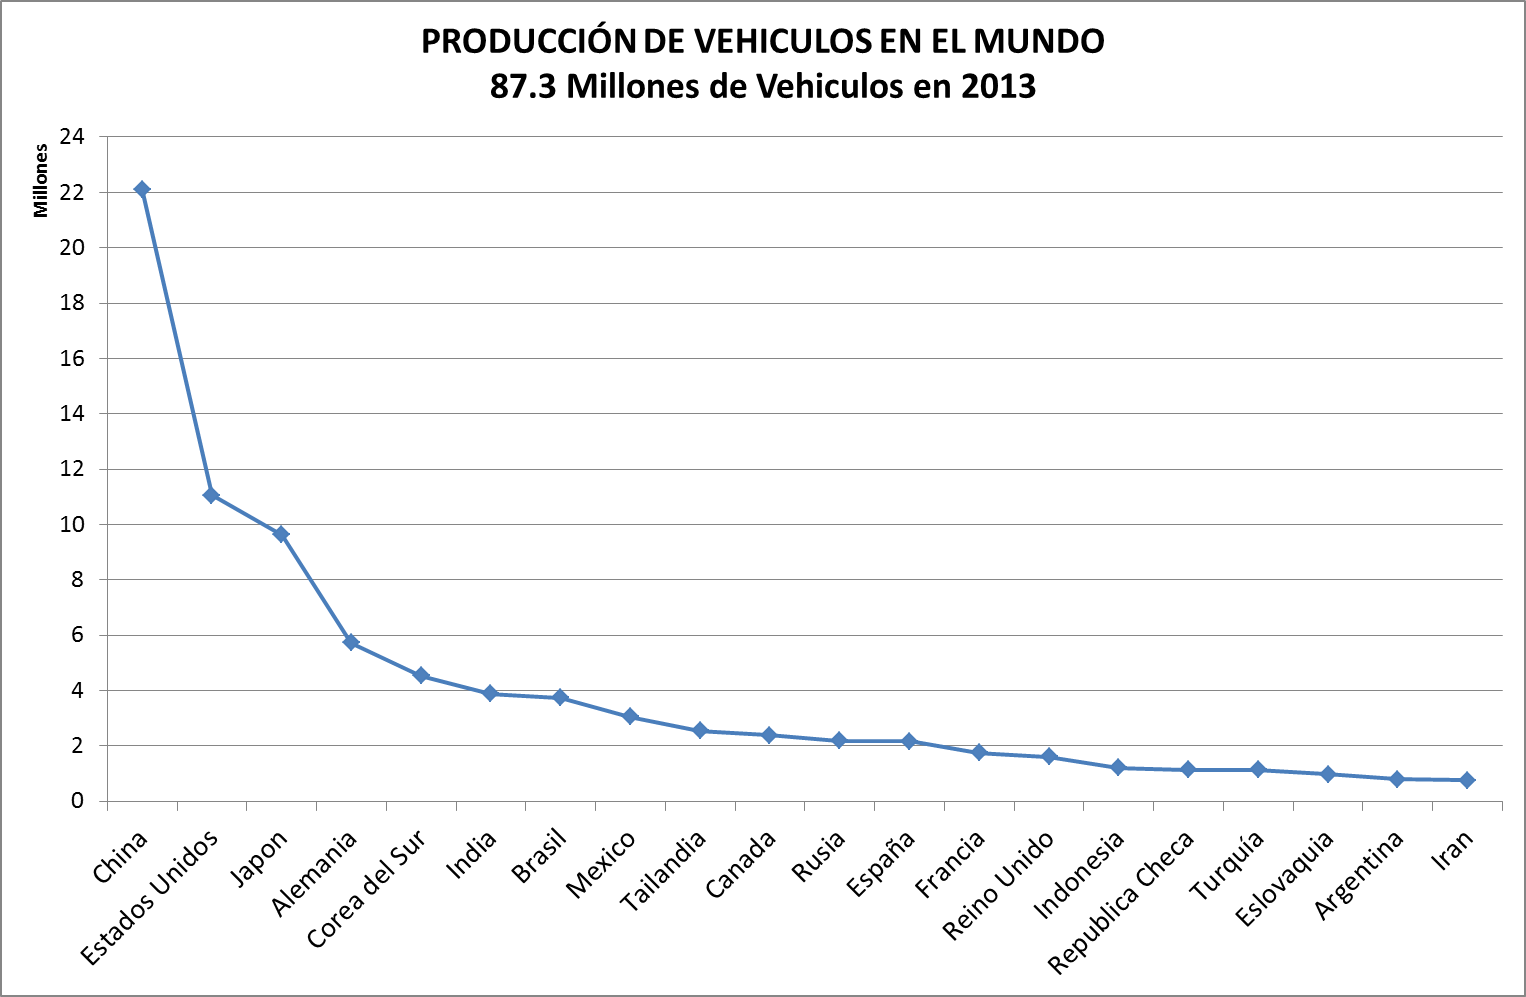 PRODUCCIÓN DE VEHICULOS EN EL MUNDO
87.3 Millones de Vehiculos en 2013
Millones
24
22
20
18
16
14
12
10
8
6
4
2
0
China
Estados Unidos
Japon
Alemania
Corea del Sur
India
Brasil
Mexico
Tailandia
Canada
Rusia
España
Francia
Reino Unido
Indonesia
Republica Checa
Turquía
Eslovaquia
Argentina
Iran